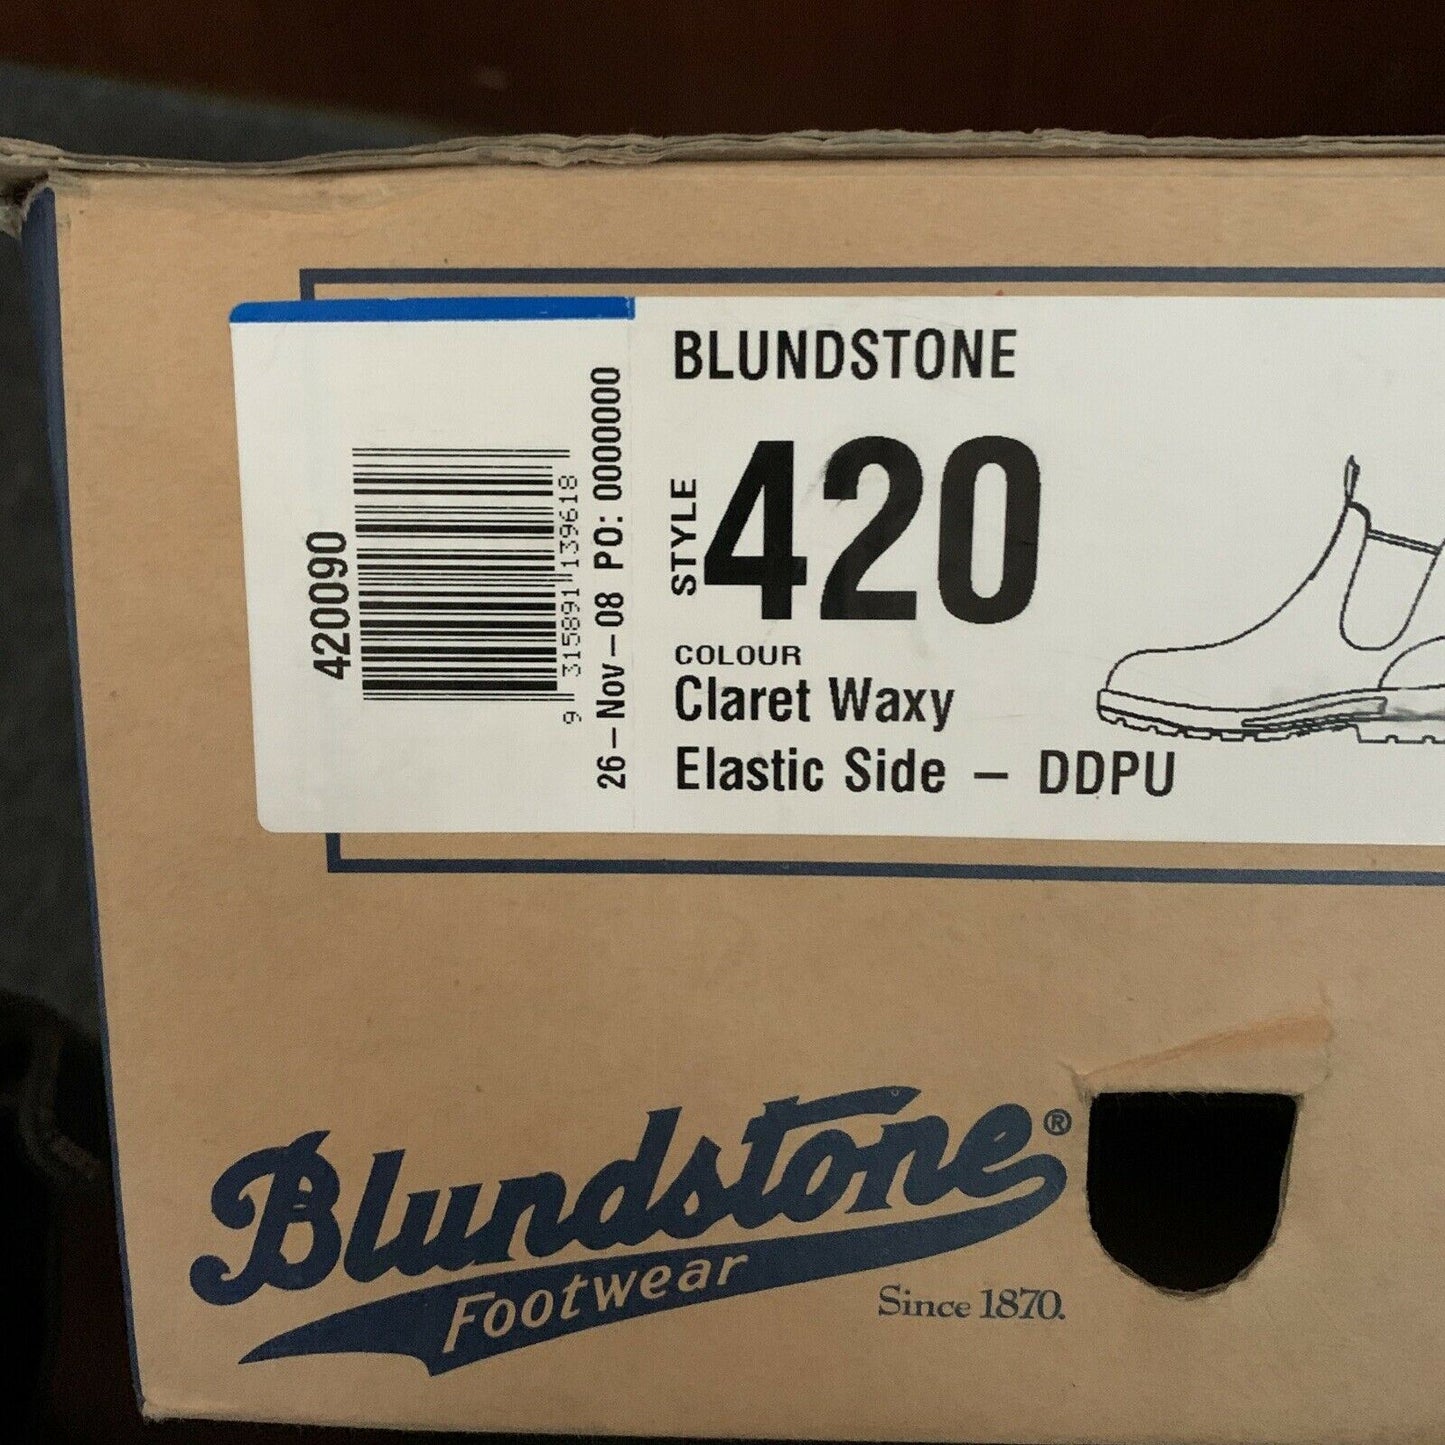 BLUNDSTONE
STYLE 420
COLOUR
Claret Waxy
Elastic Side – DDPU
420090
9 315891 139618
26-Nov-08 PO: 0000000
Blundstone®
Footwear
Since 1870.